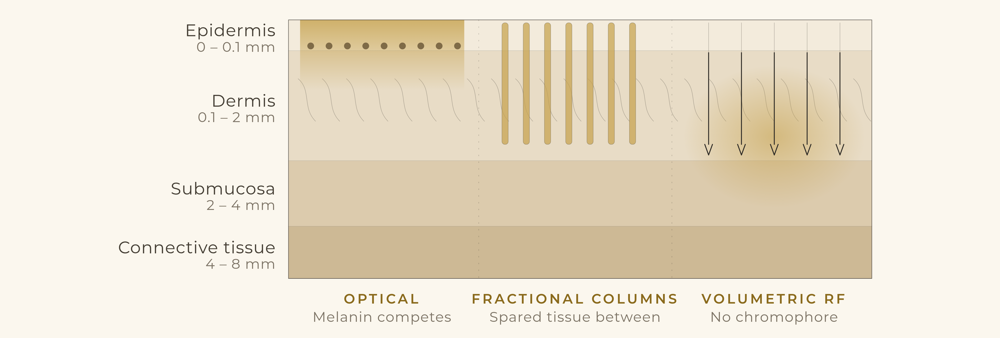 Epidermis
0 – 0.1 mm
Dermis
0.1 – 2 mm
Submucosa
2 – 4 mm
Connective tissue
4 – 8 mm
OPTICAL
Melanin competes
FRACTIONAL COLUMNS
Spared tissue between
VOLUMETRIC RF
No chromophore